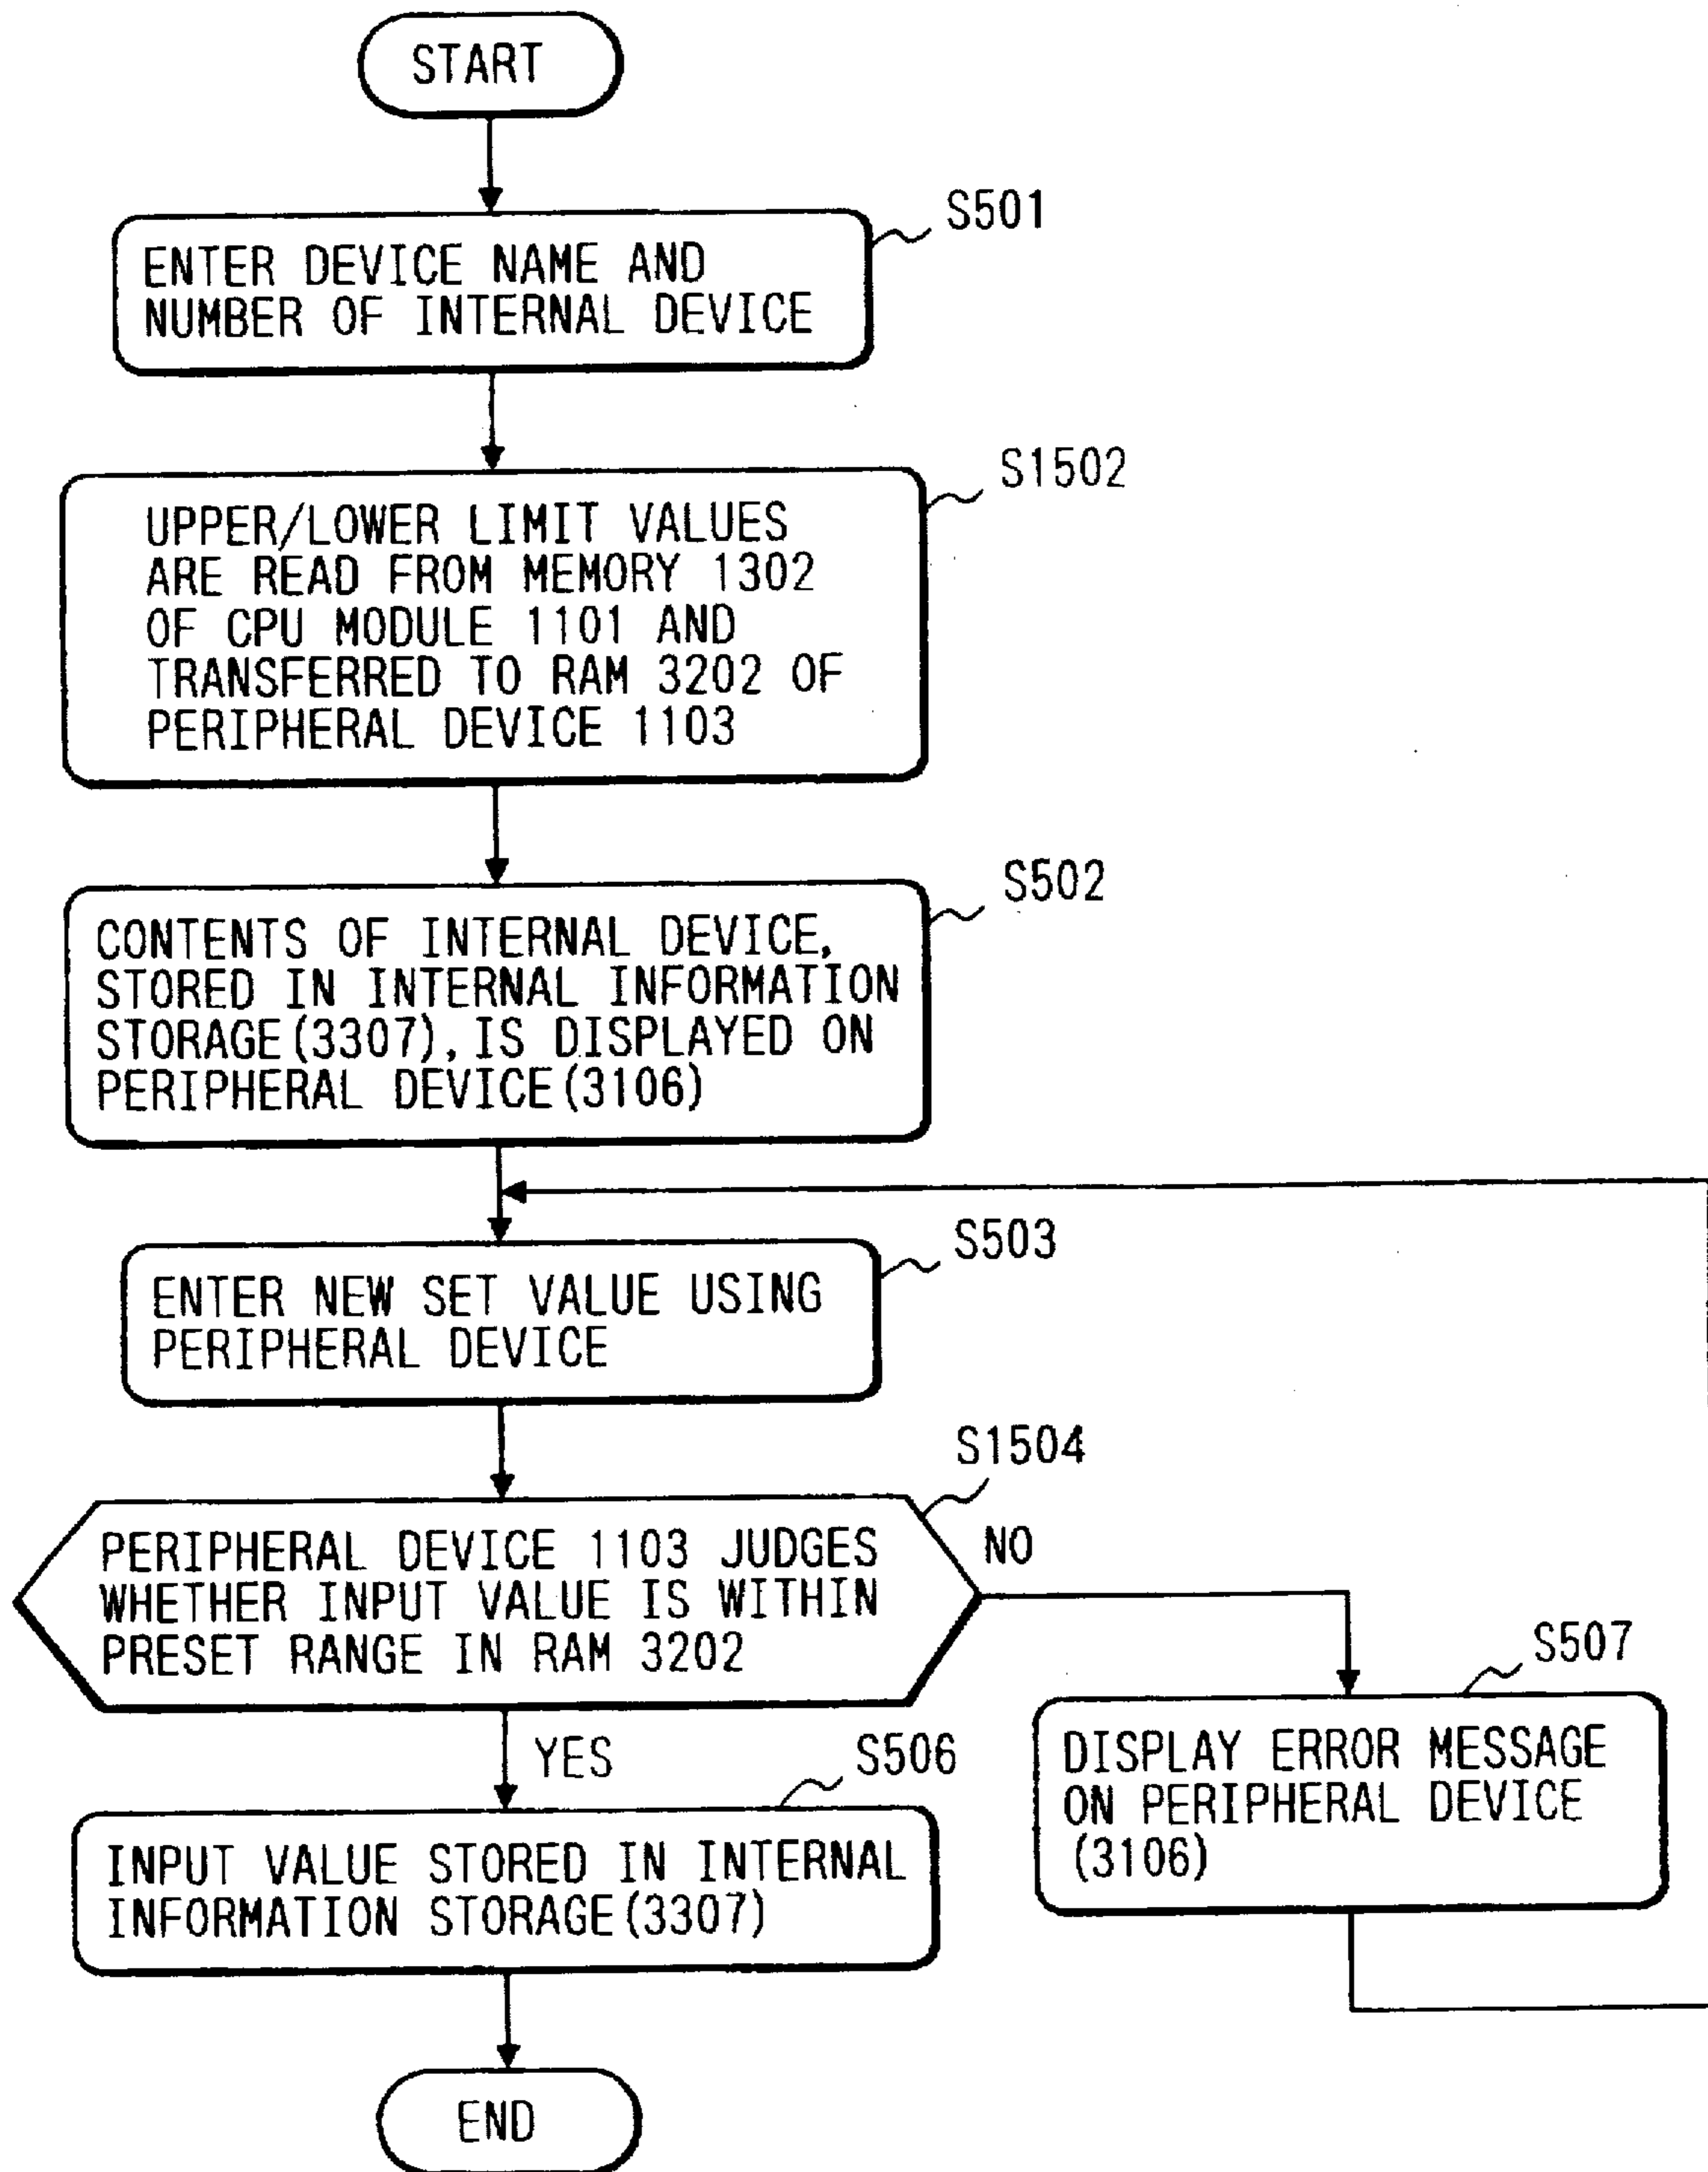 START
S501
ENTER DEVICE NAME AND
NUMBER OF INTERNAL DEVICE
S1502
UPPER/LOWER LIMIT VALUES
ARE READ FROM MEMORY 1302
OF CPU MODULE 1101 AND
TRANSFERRED TO RAM 3202 OF
PERIPHERAL DEVICE 1103
S502
CONTENTS OF INTERNAL DEVICE,
STORED IN INTERNAL INFORMATION
STORAGE(3307), IS DISPLAYED ON
PERIPHERAL DEVICE(3106)
S503
ENTER NEW SET VALUE USING
PERIPHERAL DEVICE
S1504
PERIPHERAL DEVICE 1103 JUDGES
WHETHER INPUT VALUE IS WITHIN
PRESET RANGE IN RAM 3202
NO
YES
S507
DISPLAY ERROR MESSAGE
ON PERIPHERAL DEVICE
(3106)
S506
INPUT VALUE STORED IN INTERNAL
INFORMATION STORAGE(3307)
END